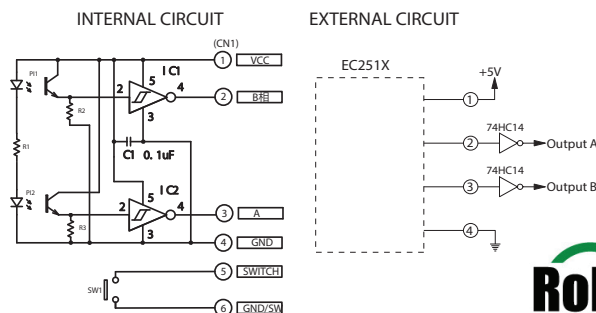 INTERNAL CIRCUIT
EXTERNAL CIRCUIT
(CN1)
PI1
R2
R1
PI2
R3
IC1
2
5
4
3
C1 0.1uF
IC2
2
5
4
3
SW1
1 VCC
2 B相
3 A
4 GND
5 SWITCH
6 GND/SW
EC251X
+5V
1
74HC14
2 Output A
74HC14
3 Output B
4